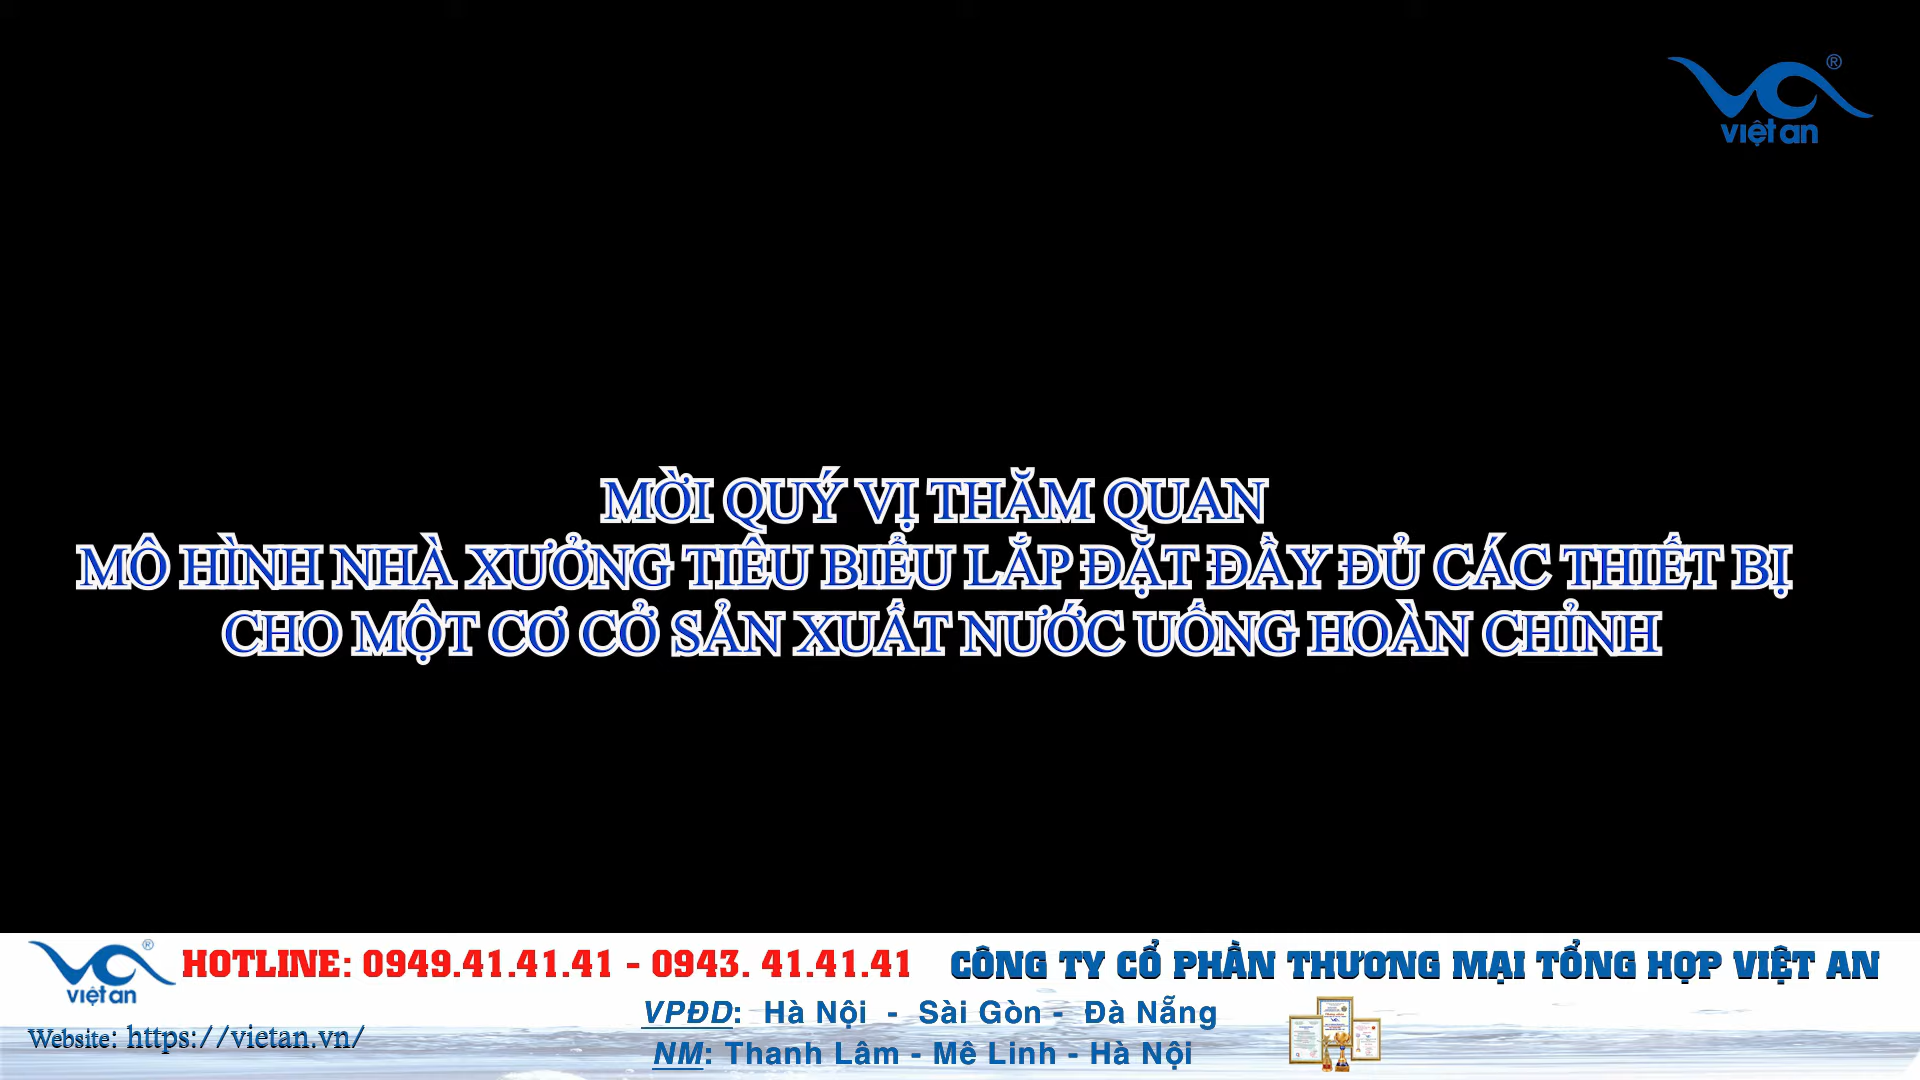 ®
việt an
MỜI QUÝ VỊ THĂM QUAN
MÔ HÌNH NHÀ XƯỞNG TIÊU BIỂU LẮP ĐẶT ĐẦY ĐỦ CÁC THIẾT BỊ
CHO MỘT CƠ CỞ SẢN XUẤT NƯỚC UỐNG HOÀN CHỈNH
®
việt an
HOTLINE: 0949.41.41.41 - 0943. 41.41.41
CÔNG TY CỔ PHẦN THƯƠNG MẠI TỔNG HỢP VIỆT AN
VPĐD: Hà Nội - Sài Gòn - Đà Nẵng
Website: https://vietan.vn/
NM: Thanh Lâm - Mê Linh - Hà Nội